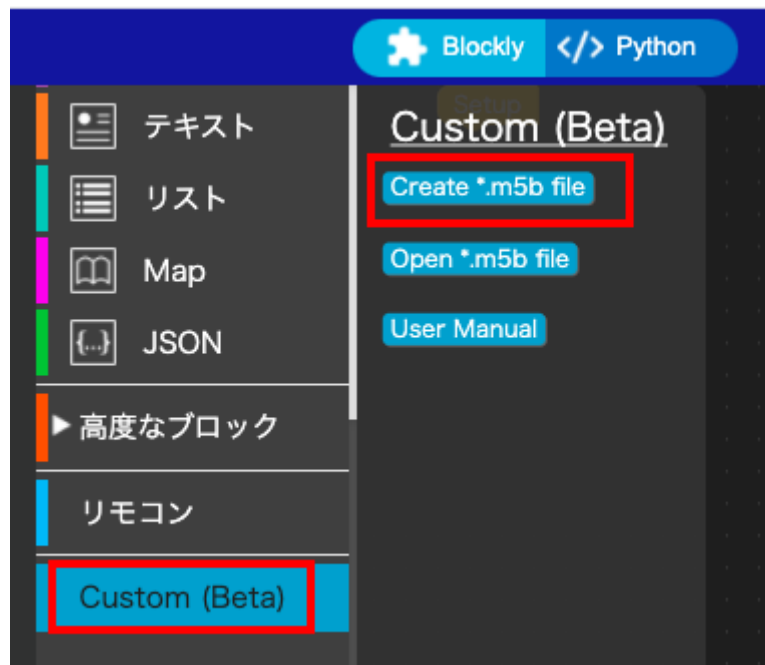 Blockly
</> Python
テキスト
リスト
Map
{...} JSON
▶高度なブロック
リモコン
Custom (Beta)
Setup
Custom (Beta)
Create *.m5b file
Open *.m5b file
User Manual